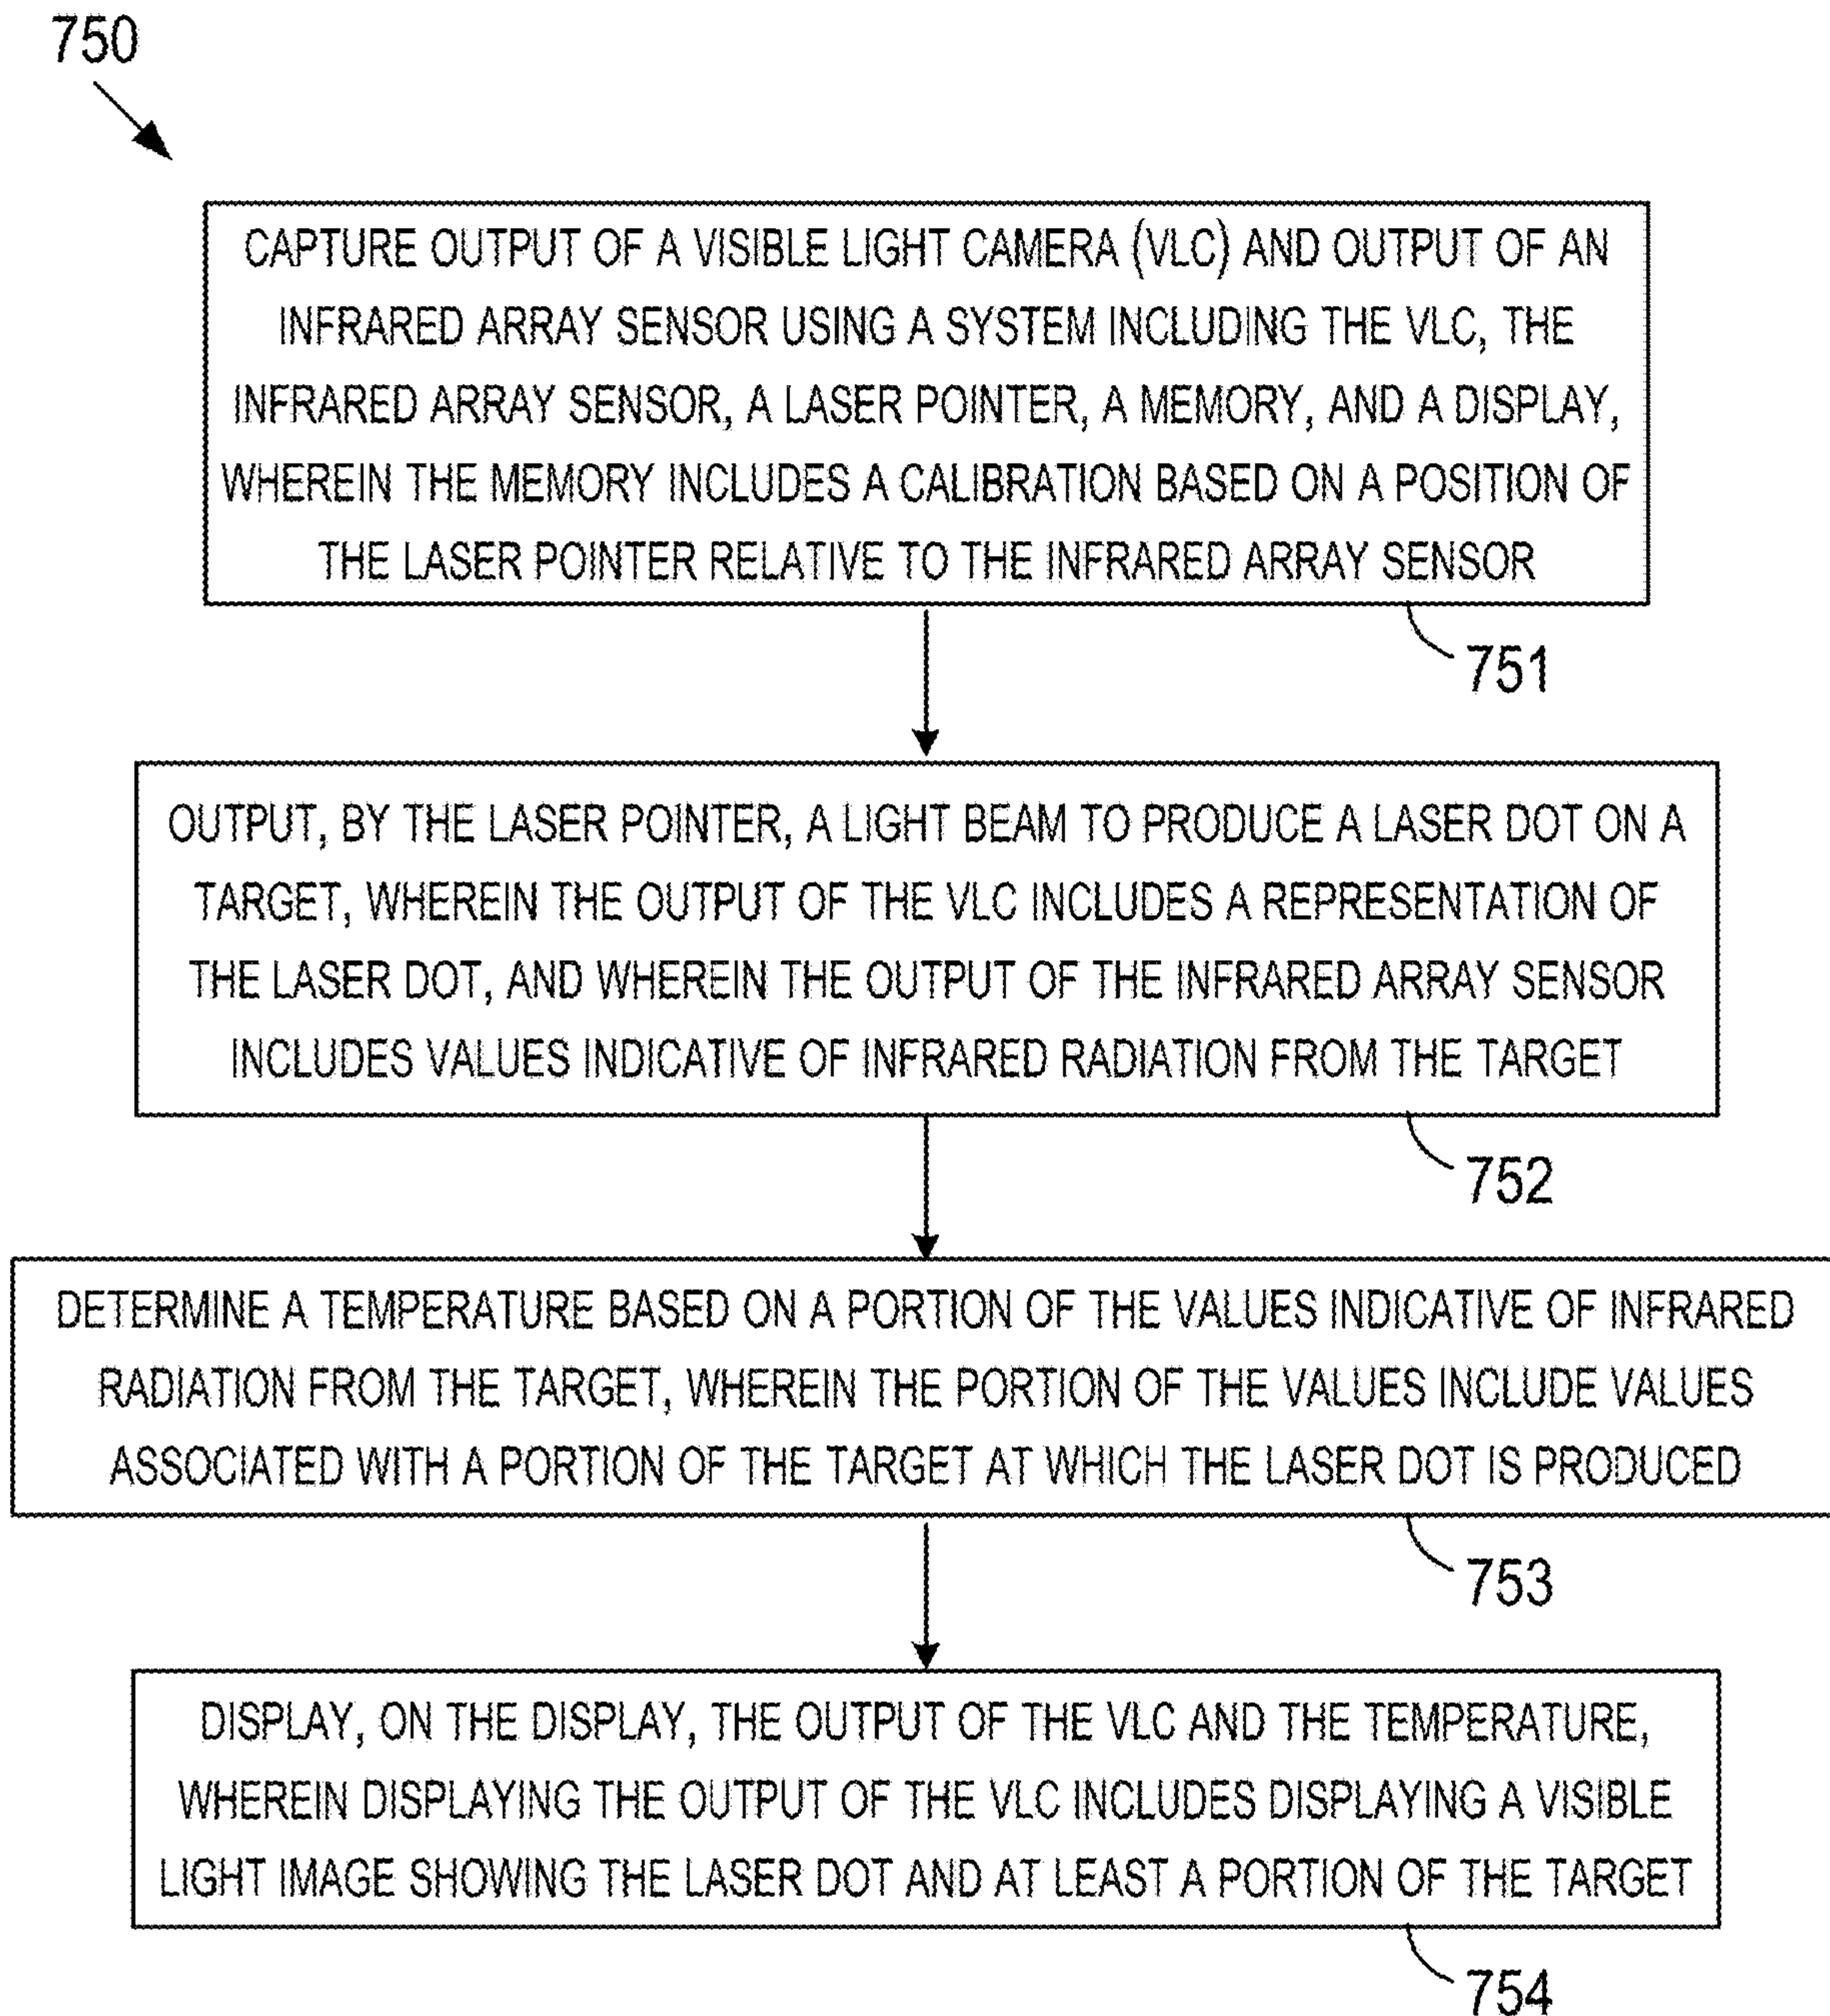 750
CAPTURE OUTPUT OF A VISIBLE LIGHT CAMERA (VLC) AND OUTPUT OF AN
INFRARED ARRAY SENSOR USING A SYSTEM INCLUDING THE VLC, THE
INFRARED ARRAY SENSOR, A LASER POINTER, A MEMORY, AND A DISPLAY,
WHEREIN THE MEMORY INCLUDES A CALIBRATION BASED ON A POSITION OF
THE LASER POINTER RELATIVE TO THE INFRARED ARRAY SENSOR
751
OUTPUT, BY THE LASER POINTER, A LIGHT BEAM TO PRODUCE A LASER DOT ON A
TARGET, WHEREIN THE OUTPUT OF THE VLC INCLUDES A REPRESENTATION OF
THE LASER DOT, AND WHEREIN THE OUTPUT OF THE INFRARED ARRAY SENSOR
INCLUDES VALUES INDICATIVE OF INFRARED RADIATION FROM THE TARGET
752
DETERMINE A TEMPERATURE BASED ON A PORTION OF THE VALUES INDICATIVE OF INFRARED
RADIATION FROM THE TARGET, WHEREIN THE PORTION OF THE VALUES INCLUDE VALUES
ASSOCIATED WITH A PORTION OF THE TARGET AT WHICH THE LASER DOT IS PRODUCED
753
DISPLAY, ON THE DISPLAY, THE OUTPUT OF THE VLC AND THE TEMPERATURE,
WHEREIN DISPLAYING THE OUTPUT OF THE VLC INCLUDES DISPLAYING A VISIBLE
LIGHT IMAGE SHOWING THE LASER DOT AND AT LEAST A PORTION OF THE TARGET
754